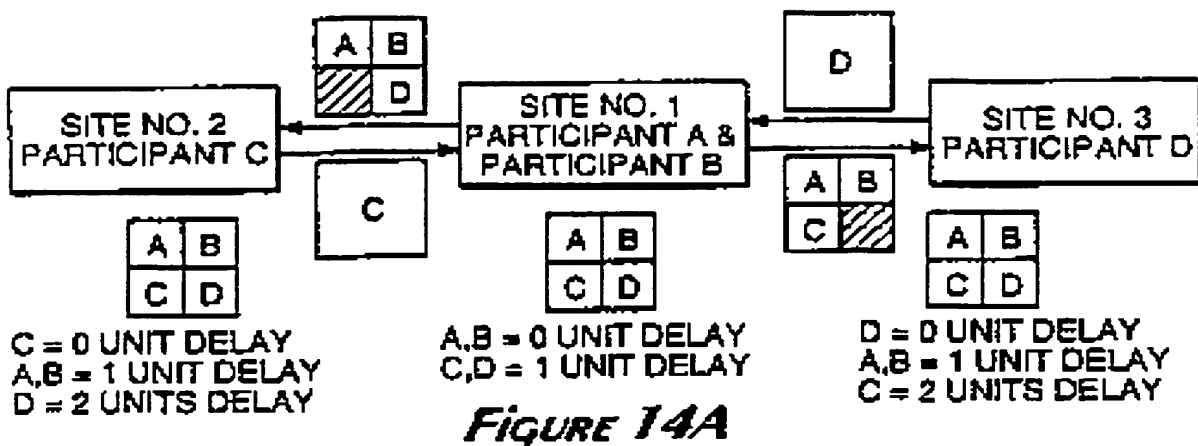 A B
D
D
SITE NO. 2
PARTICIPANT C
SITE NO. 1
PARTICIPANT A &
PARTICIPANT B
SITE NO. 3
PARTICIPANT D
C
A B
C
A B
C D
A B
C D
A B
C D
C = 0 UNIT DELAY
A,B = 1 UNIT DELAY
D = 2 UNITS DELAY
A,B = 0 UNIT DELAY
C,D = 1 UNIT DELAY
D = 0 UNIT DELAY
A,B = 1 UNIT DELAY
C = 2 UNITS DELAY
FIGURE 14A